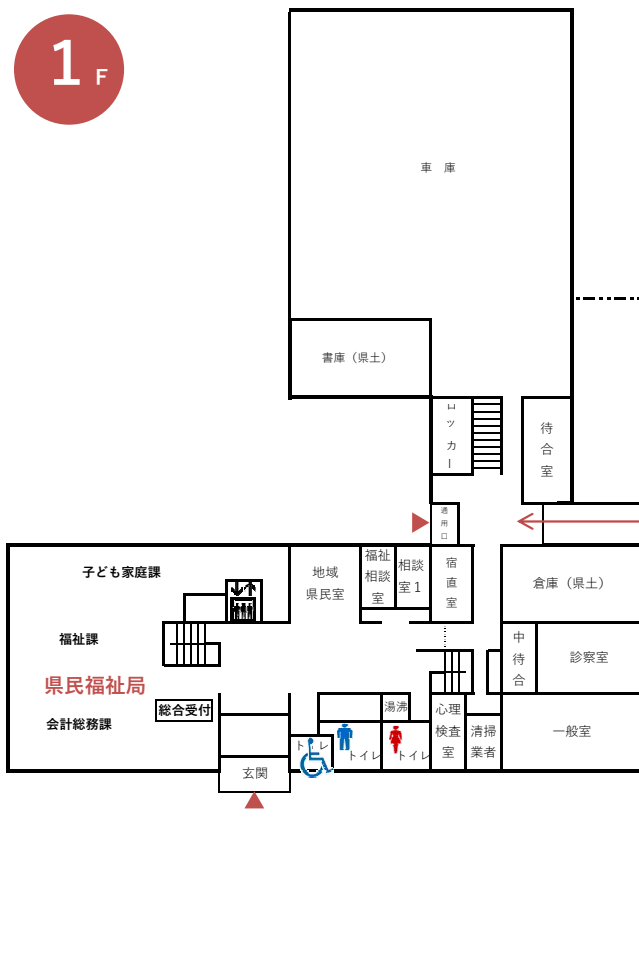 1 F
車 庫
書庫（県土）
ロッカー
待合室
通用口
子ども家庭課
地域
県民室
福祉
相談
室
相談
室1
宿直室
倉庫（県土）
福祉課
中待合
診察室
県民福祉局
総合受付
会計総務課
湯沸
心理
検査
室
清掃
業者
一般室
トイレ
トイレ
トイレ
玄関